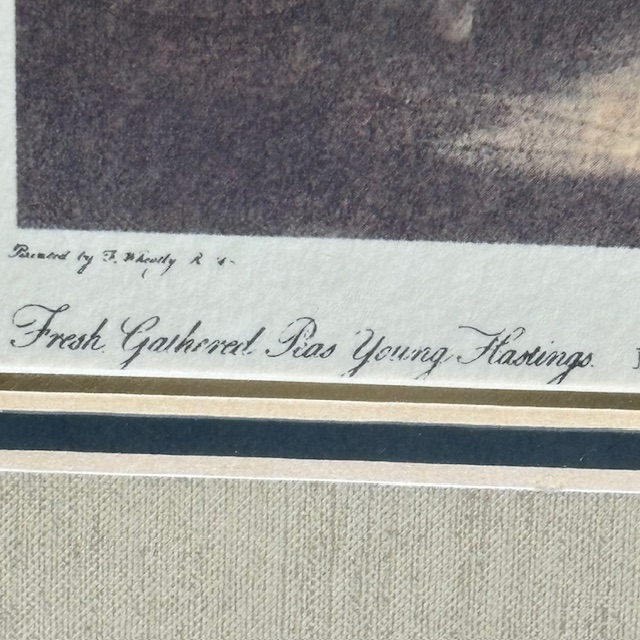 Painted by F. Wheatly R. A.
Fresh Gathered Peas Young Hastings.